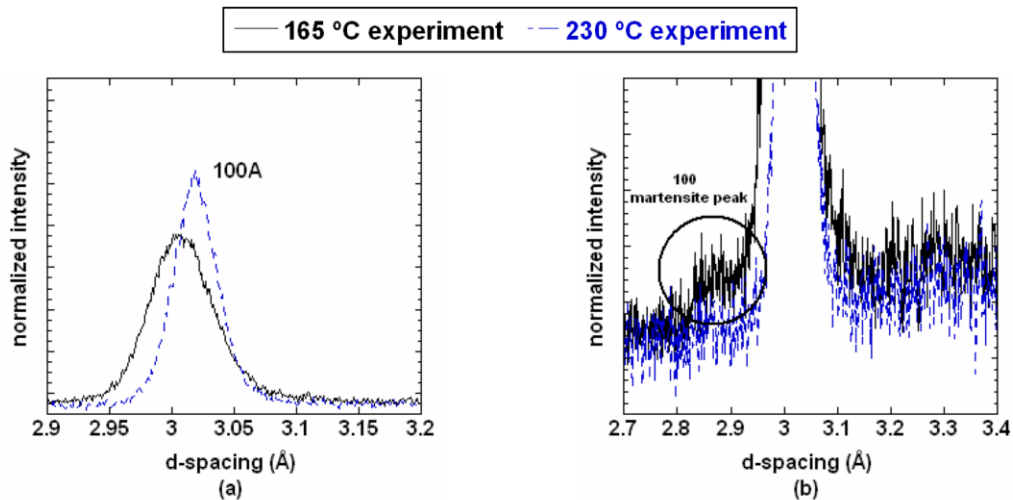 165 ºC experiment 230 ºC experiment
normalized intensity
100A
2.9 2.95 3 3.05 3.1 3.15 3.2
d-spacing (Å)
(a)
normalized intensity
100
martensite peak
2.7 2.8 2.9 3 3.1 3.2 3.3 3.4
d-spacing (Å)
(b)